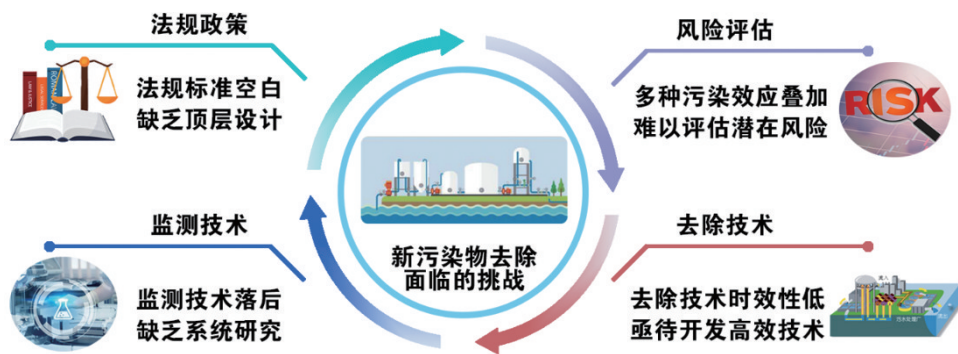 法规政策
法规标准空白
缺乏顶层设计
风险评估
多种污染效应叠加
难以评估潜在风险
RISK
监测技术
监测技术落后
缺乏系统研究
新污染物去除
面临的挑战
去除技术
去除技术时效性低
亟待开发高效技术